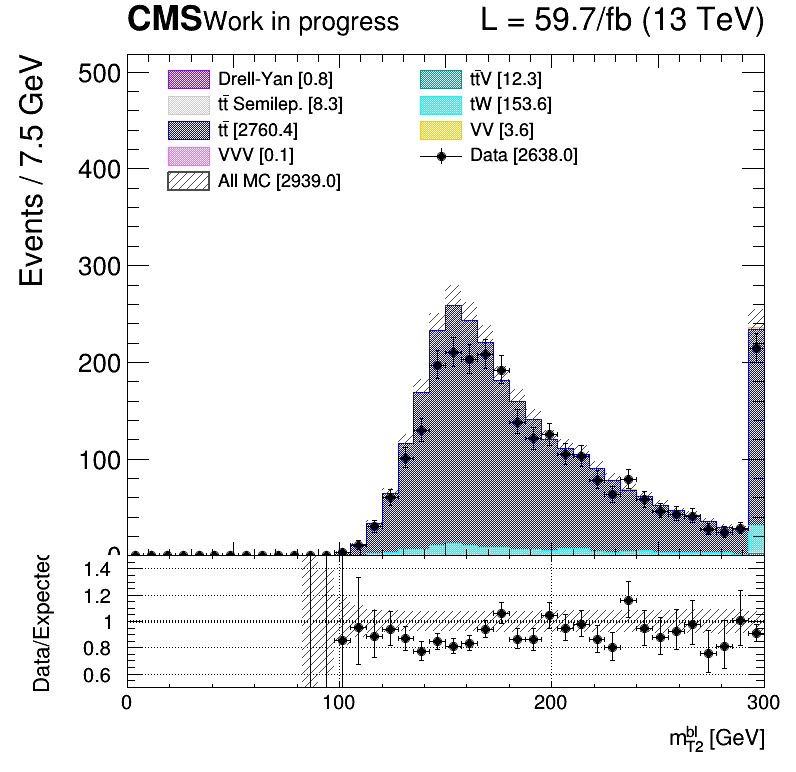 CMS Work in progress L = 59.7/fb (13 TeV)
Events / 7.5 GeV
500
400
300
200
100
0
Drell-Yan [0.8]
tt̄ Semilep. [8.3]
tt̄ [2760.4]
VVV [0.1]
All MC [2939.0]
tt̄V [12.3]
tW [153.6]
VV [3.6]
Data [2638.0]
Data/Expected
1.4
1.2
1
0.8
0.6
0 100 200 300
m_{T2}^{bl} [GeV]